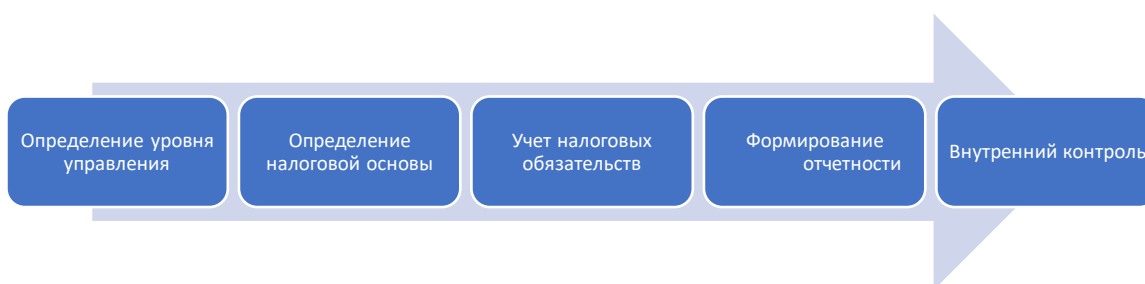 Определение уровня
управления
Определение
налоговой основы
Учет налоговых
обязательств
Формирование
отчетности
Внутренний контроль